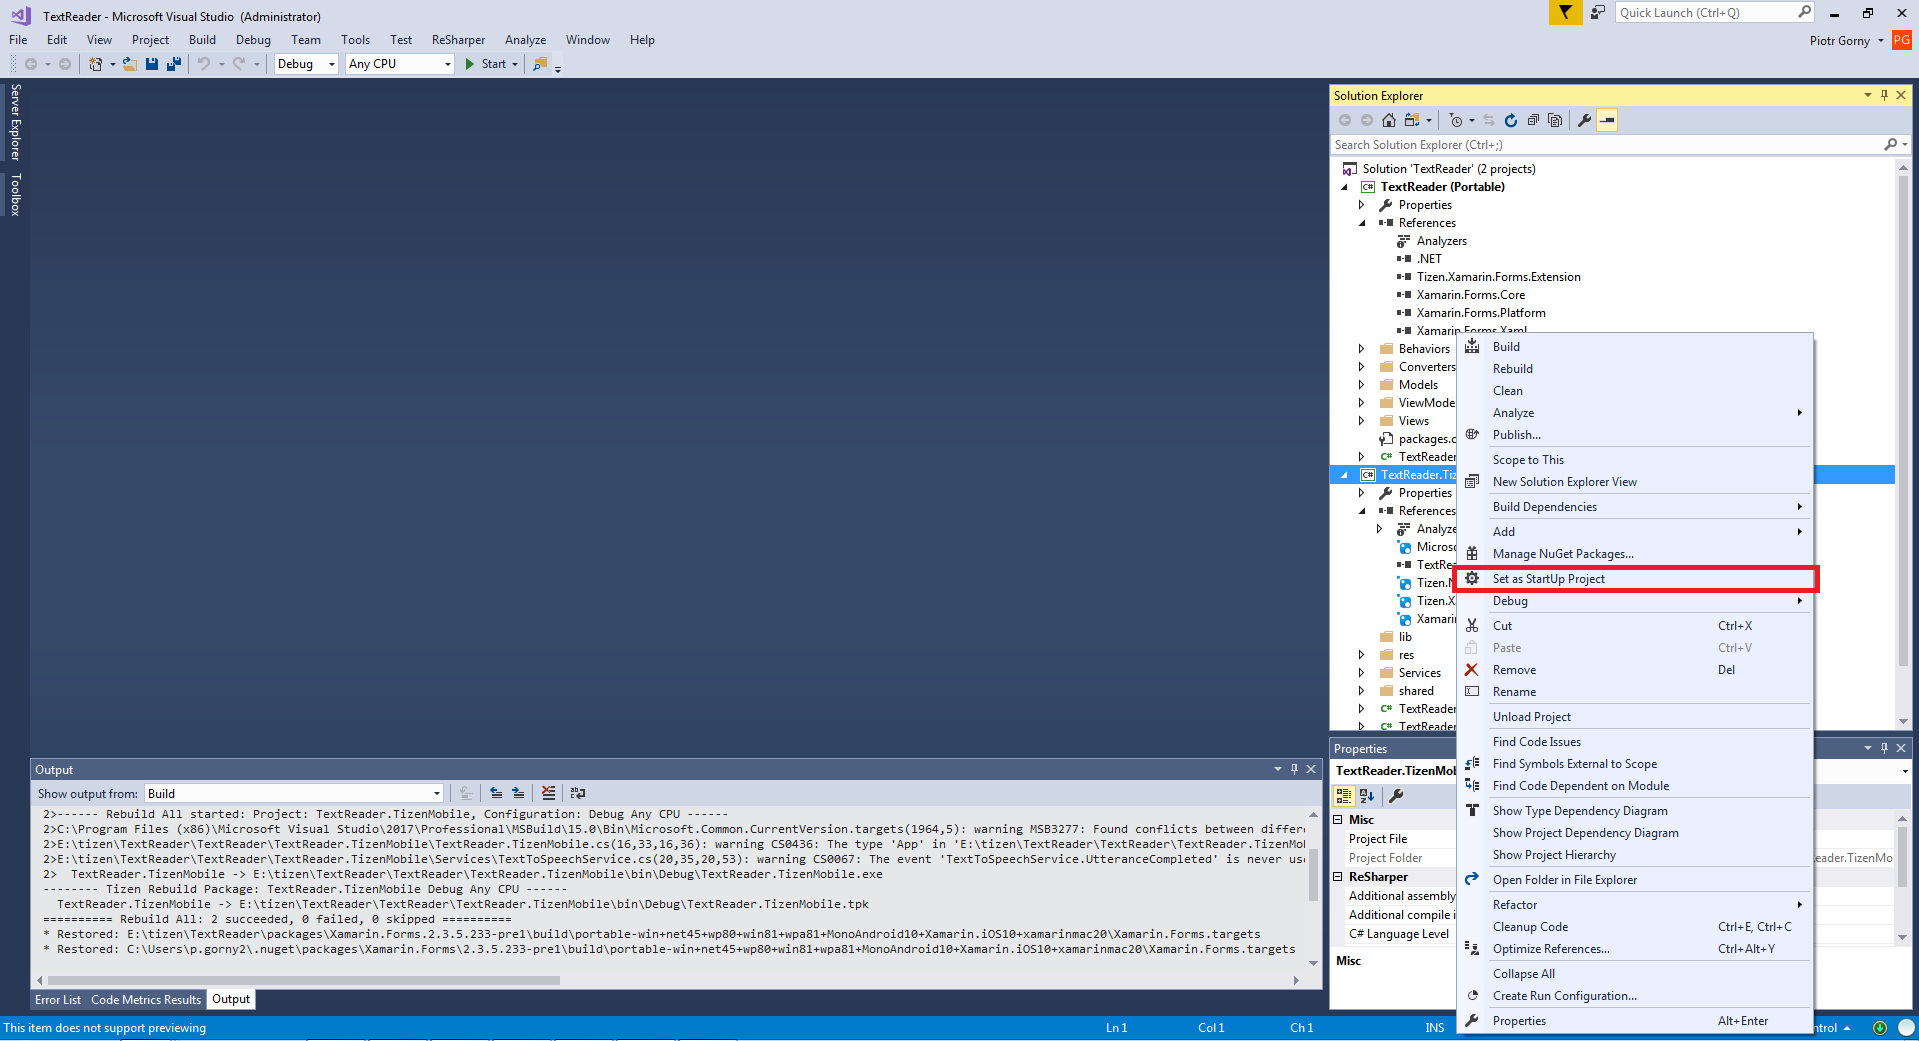 TextReader - Microsoft Visual Studio (Administrator)
Quick Launch (Ctrl+Q)
File Edit View Project Build Debug Team Tools Test ReSharper Analyze Window Help
Piotr Gorny PG
Debug Any CPU Start
Server Explorer
Toolbox
Solution Explorer
Search Solution Explorer (Ctrl+;)
Solution 'TextReader' (2 projects)
TextReader (Portable)
Properties
References
Analyzers
.NET
Tizen.Xamarin.Forms.Extension
Xamarin.Forms.Core
Xamarin.Forms.Platform
Xamarin.Forms.Xaml
Behaviors
Converters
Models
ViewMode
Views
packages.c
TextReader
TextReader.Tiz
Properties
References
Analyze
Microso
TextRea
Tizen.N
Tizen.X
Xamari
lib
res
Services
shared
TextReader
TextReader
Build
Rebuild
Clean
Analyze
Publish...
Scope to This
New Solution Explorer View
Build Dependencies
Add
Manage NuGet Packages...
Set as StartUp Project
Debug
Cut Ctrl+X
Paste Ctrl+V
Remove Del
Rename
Unload Project
Find Code Issues
Find Symbols External to Scope
Find Code Dependent on Module
Show Type Dependency Diagram
Show Project Dependency Diagram
Show Project Hierarchy
Open Folder in File Explorer
Refactor
Cleanup Code Ctrl+E, Ctrl+C
Optimize References... Ctrl+Alt+Y
Collapse All
Create Run Configuration...
Properties Alt+Enter
Properties
TextReader.TizenMol
Misc
Project File
Project Folder eader.TizenMo
ReSharper
Additional assembly
Additional compile i
C# Language Level
Misc
Output
Show output from: Build
2>------ Rebuild All started: Project: TextReader.TizenMobile, Configuration: Debug Any CPU ------
2>C:\Program Files (x86)\Microsoft Visual Studio\2017\Professional\MSBuild\15.0\Bin\Microsoft.Common.CurrentVersion.targets(1964,5): warning MSB3277: Found conflicts between differe
2>E:\tizen\TextReader\TextReader\TextReader.TizenMobile\TextReader.TizenMobile.cs(16,33,16,36): warning CS0436: The type 'App' in 'E:\tizen\TextReader\TextReader\TextReader.TizenMo
2>E:\tizen\TextReader\TextReader\TextReader.TizenMobile\Services\TextToSpeechService.cs(20,35,20,53): warning CS0067: The event 'TextToSpeechService.UtteranceCompleted' is never use
2> TextReader.TizenMobile -> E:\tizen\TextReader\TextReader\TextReader.TizenMobile\bin\Debug\TextReader.TizenMobile.exe
-------- Tizen Rebuild Package: TextReader.TizenMobile Debug Any CPU ------
TextReader.TizenMobile -> E:\tizen\TextReader\TextReader\TextReader.TizenMobile\bin\Debug\TextReader.TizenMobile.tpk
========== Rebuild All: 2 succeeded, 0 failed, 0 skipped ==========
* Restored: E:\tizen\TextReader\packages\Xamarin.Forms.2.3.5.233-pre1\build\portable-win+net45+wp80+win81+wpa81+MonoAndroid10+Xamarin.iOS10+xamarinmac20\Xamarin.Forms.targets
* Restored: C:\Users\p.gorny2\.nuget\packages\Xamarin.Forms\2.3.5.233-pre1\build\portable-win+net45+wp80+win81+wpa81+MonoAndroid10+Xamarin.iOS10+xamarinmac20\Xamarin.Forms.targets
Error List Code Metrics Results Output
This item does not support previewing Ln 1 Col 1 Ch 1 INS ntrol